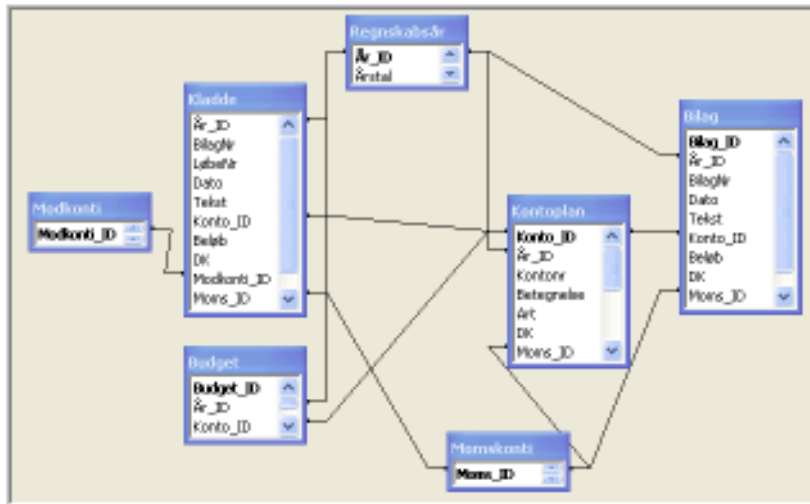 Regnskabsår
År_ID
Årstal
Kladde
År_ID
BilagNr
LøbeNr
Dato
Tekst
Konto_ID
Beløb
DK
Modkonti_ID
Moms_ID
Bilag
Bilag_ID
År_ID
BilagNr
Dato
Tekst
Konto_ID
Beløb
DK
Moms_ID
Modkonti
Modkonti_ID
Kontoplan
Konto_ID
År_ID
Kontonr
Betegnelse
Art
DK
Moms_ID
Budget
Budget_ID
År_ID
Konto_ID
Momskonti
Moms_ID